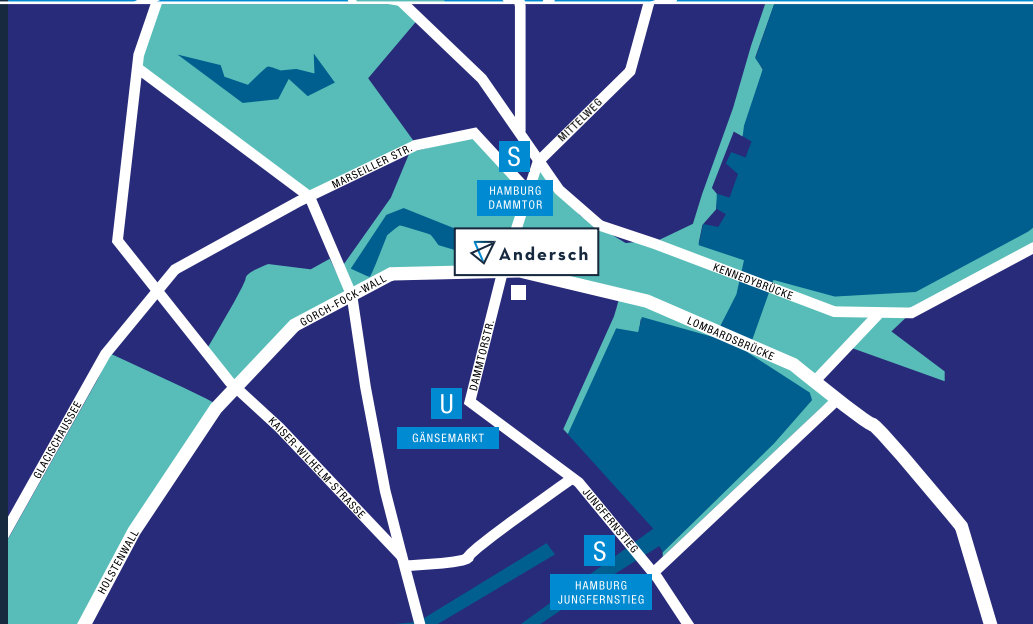 MITTELWEG
S
MARSEILLER STR.
HAMBURG
DAMMTOR
Andersch
KENNEDYBRÜCKE
GORCH-FOCK-WALL
LOMBARDSBRÜCKE
DAMMTORSTR.
U
GÄNSEMARKT
GLACISCHAUSSEE
KAISER-WILHELM-STRASSE
JUNGFERNSTIEG
HOLSTENWALL
S
HAMBURG
JUNGFERNSTIEG